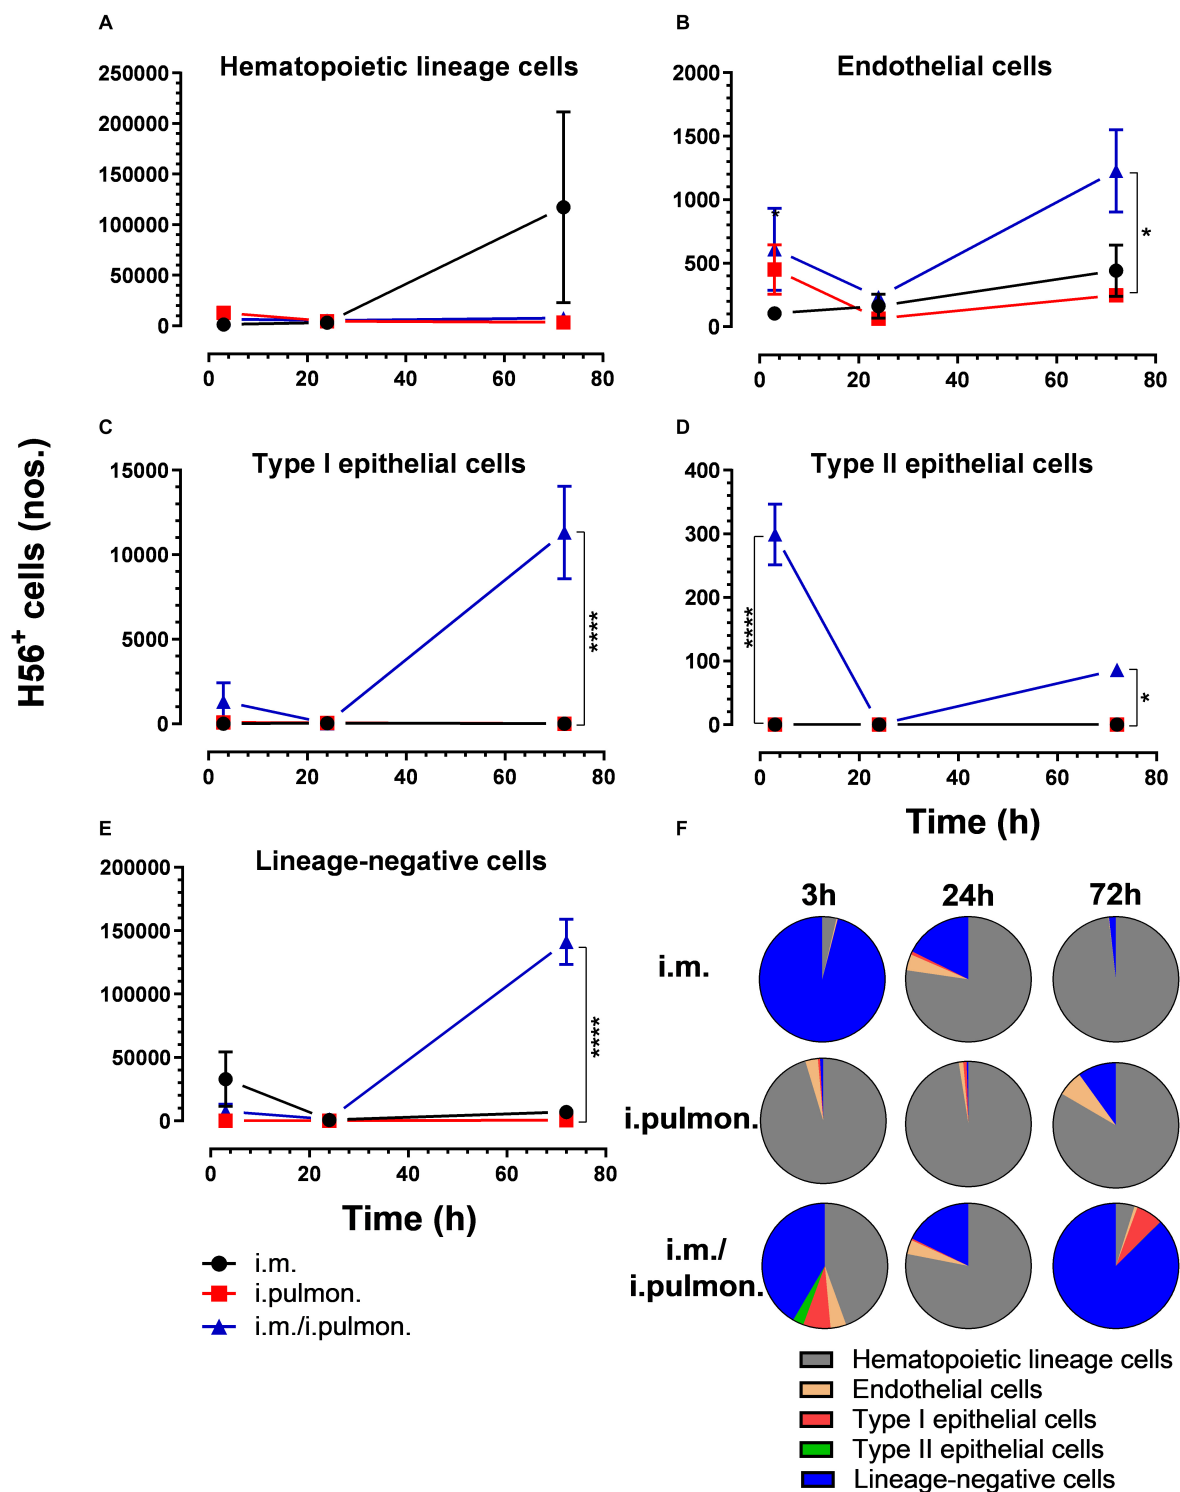 A
Hematopoietic lineage cells
250000
200000
150000
100000
50000
0
0 20 40 60 80
B
Endothelial cells
2000
1500
1000
500
0
*
*
0 20 40 60 80
H56+ cells (nos.)
C
Type I epithelial cells
15000
10000
5000
0
****
0 20 40 60 80
D
Type II epithelial cells
400
300
200
100
0
****
*
0 20 40 60 80
Time (h)
E
Lineage-negative cells
200000
150000
100000
50000
0
****
0 20 40 60 80
Time (h)
i.m.
i.pulmon.
i.m./i.pulmon.
F
3h 24h 72h
i.m.
i.pulmon.
i.m./
i.pulmon.
Hematopoietic lineage cells
Endothelial cells
Type I epithelial cells
Type II epithelial cells
Lineage-negative cells